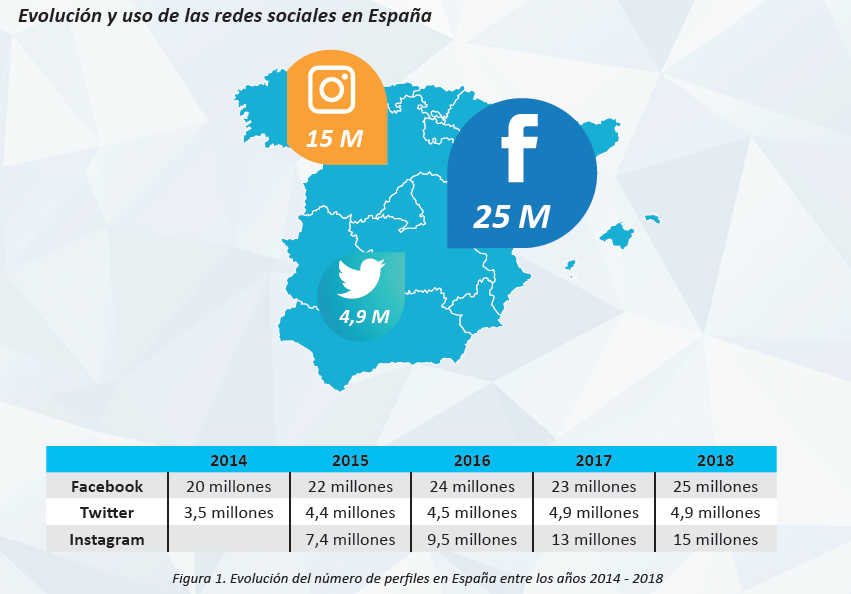 Evolución y uso de las redes sociales en España
15 M
f
25 M
4,9 M
2014 2015 2016 2017 2018
Facebook 20 millones 22 millones 24 millones 23 millones 25 millones
Twitter 3,5 millones 4,4 millones 4,5 millones 4,9 millones 4,9 millones
Instagram 7,4 millones 9,5 millones 13 millones 15 millones
Figura 1. Evolución del número de perfiles en España entre los años 2014 - 2018